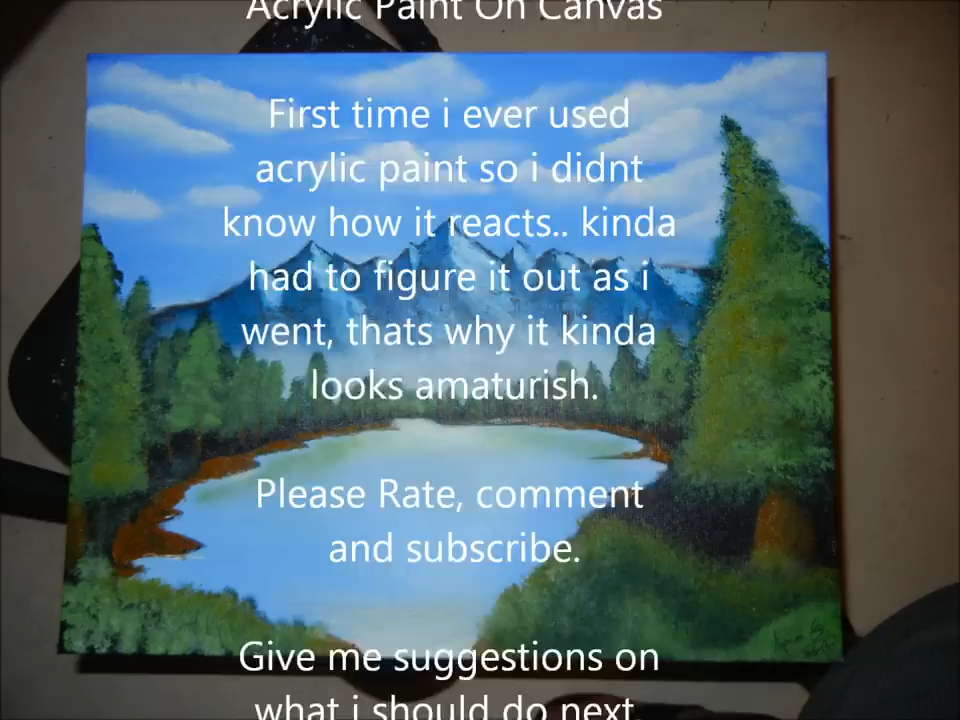 Acrylic Paint On Canvas
First time i ever used
acrylic paint so i didnt
know how it reacts.. kinda
had to figure it out as i
went, thats why it kinda
looks amaturish.
Please Rate, comment
and subscribe.
Give me suggestions on
what i should do next.